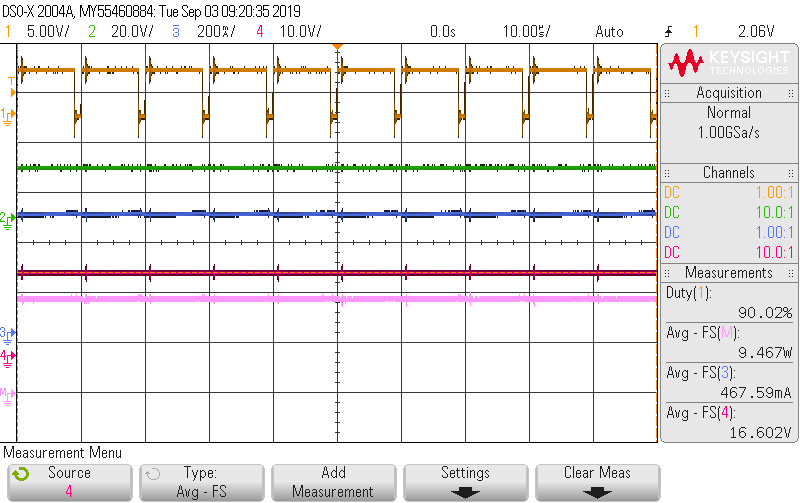 DSO-X 2004A, MY55460884: Tue Sep 03 09:20:35 2019
1 5.00V/ 2 20.0V/ 3 200㎃/ 4 10.0V/ 0.0s 10.00㎲/ Auto 1 2.06V
KEYSIGHT
TECHNOLOGIES
Acquisition
Normal
1.00GSa/s
Channels
DC 1.00:1
DC 10.0:1
DC 1.00:1
DC 10.0:1
Measurements
Duty(1):
90.02%
Avg - FS(M):
9.467W
Avg - FS(3):
467.59mA
Avg - FS(4):
16.602V
T
1
2
3
4
M
Measurement Menu
Source
4
Type:
Avg - FS
Add
Measurement
Settings
Clear Meas